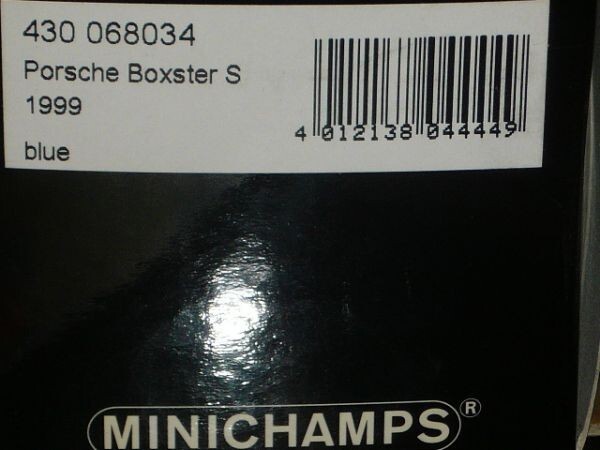 430 068034
Porsche Boxster S
1999
blue
4 012138 044449
MINICHAMPS®